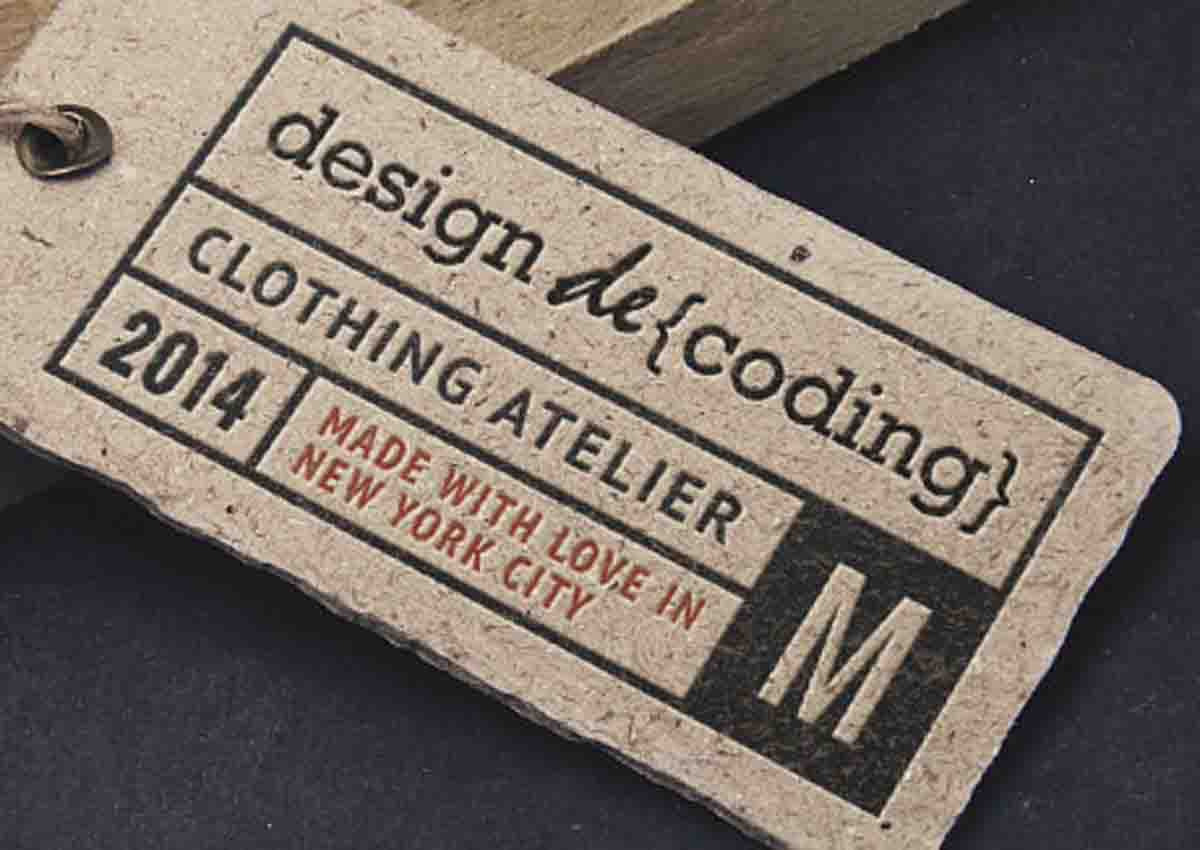 design de{coding}
CLOTHING ATELIER
2014
MADE WITH LOVE IN
NEW YORK CITY
M